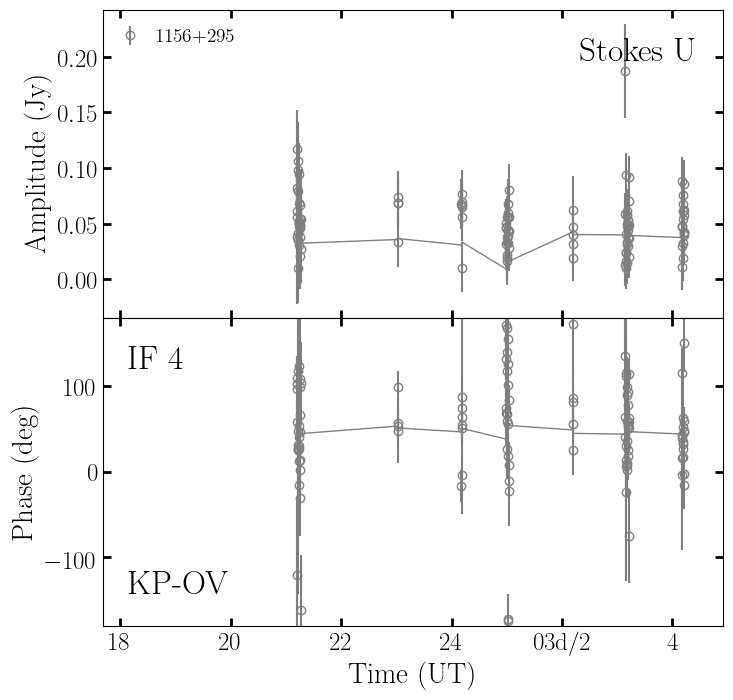 1156+295
Stokes U
0.20
0.15
0.10
0.05
0.00
Amplitude (Jy)
IF 4
100
0
−100
Phase (deg)
KP-OV
18 20 22 24 03d/2 4
Time (UT)